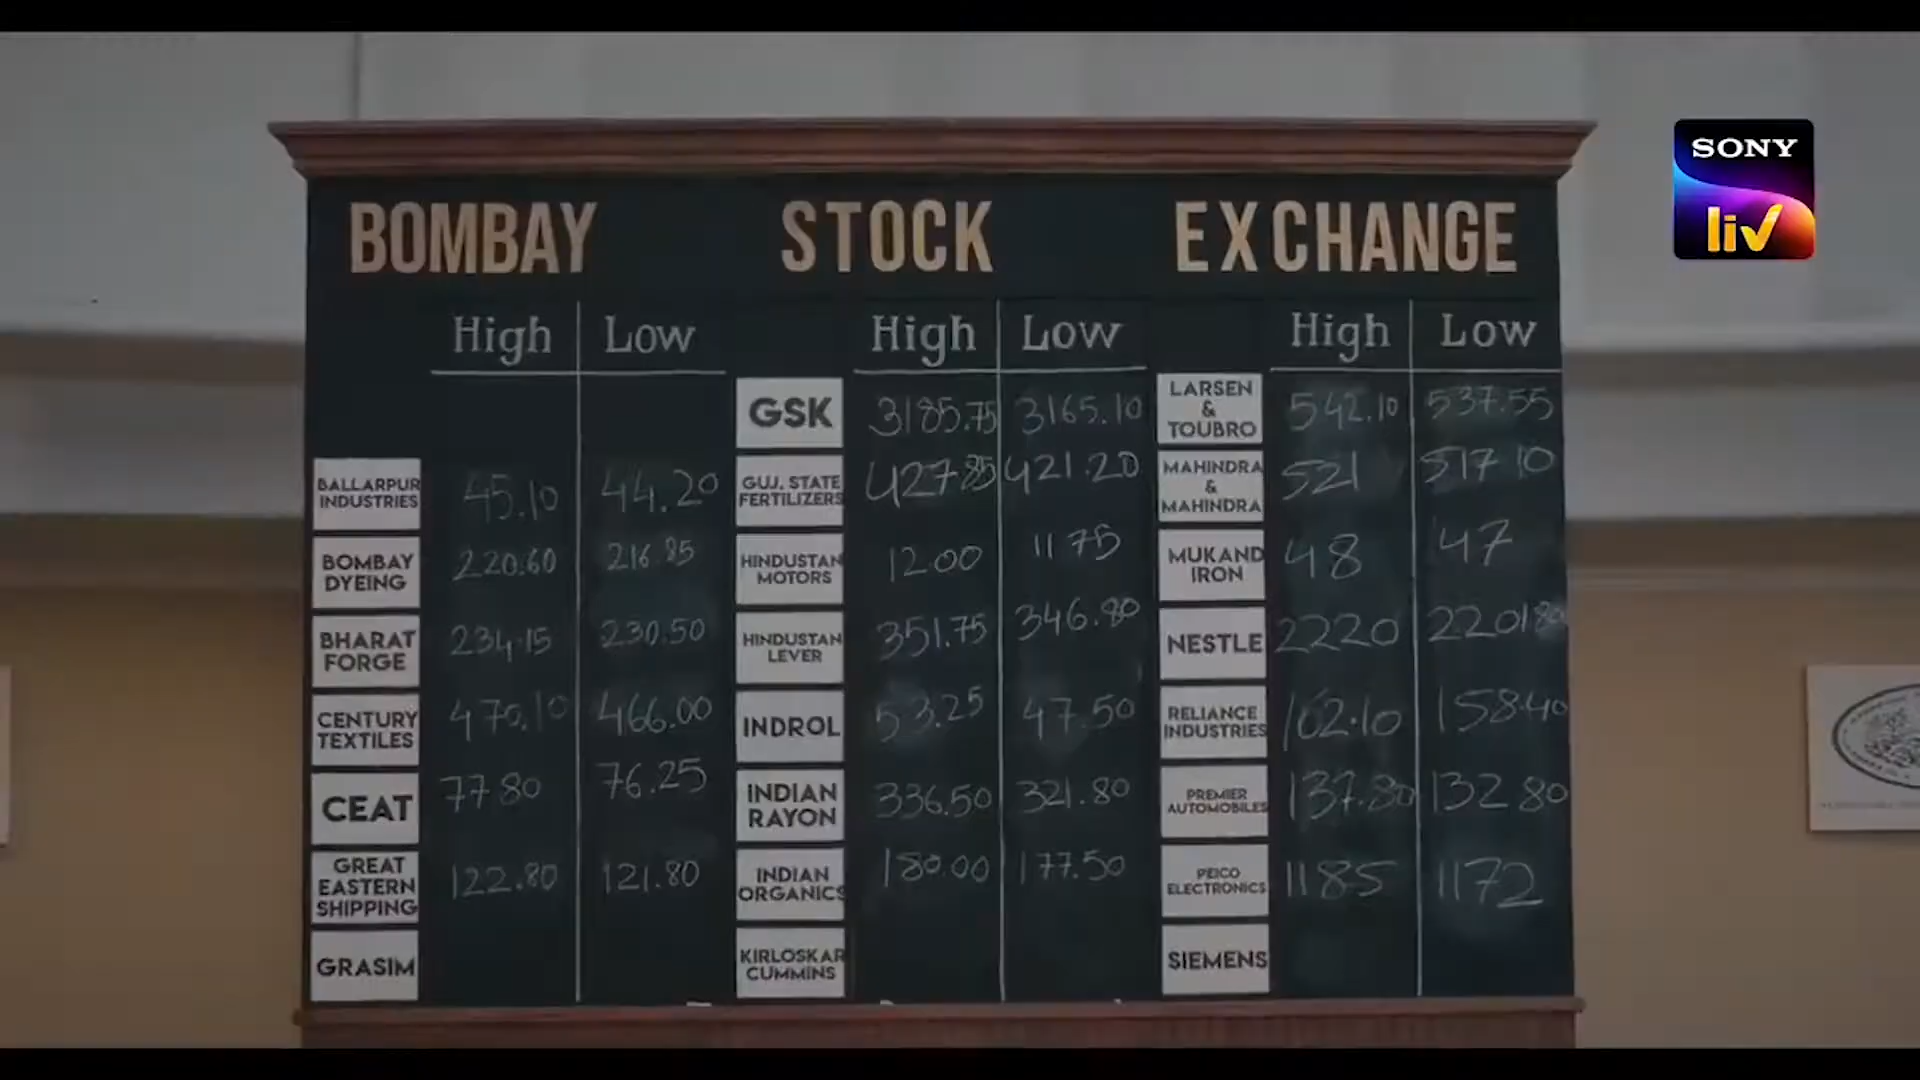 SONY
liv
BOMBAY STOCK EXCHANGE
High Low High Low High Low
GSK 3185.75 3165.10
LARSEN
&
TOUBRO
542.10 537.55
BALLARPUR
INDUSTRIES
45.10 44.20
GUJ. STATE
FERTILIZERS
427.85 421.20
MAHINDRA
&
MAHINDRA
521 517 10
BOMBAY
DYEING
220.60 216.85
HINDUSTAN
MOTORS
12.00 11 75
MUKAND
IRON
48 47
BHARAT
FORGE
234.15 230.50
HINDUSTAN
LEVER
351.75 346.80
NESTLE 2220 2201.80
CENTURY
TEXTILES
470.10 466.00
INDROL 53.25 47.50
RELIANCE
INDUSTRIES
162.10 158.40
CEAT 77 80 76.25
INDIAN
RAYON
336.50 321.80
PREMIER
AUTOMOBILES
137.80 132 80
GREAT
EASTERN
SHIPPING
122.80 121.80
INDIAN
ORGANICS
180.00 177.50
PEICO
ELECTRONICS
1185 1172
GRASIM
KIRLOSKAR
CUMMINS
SIEMENS